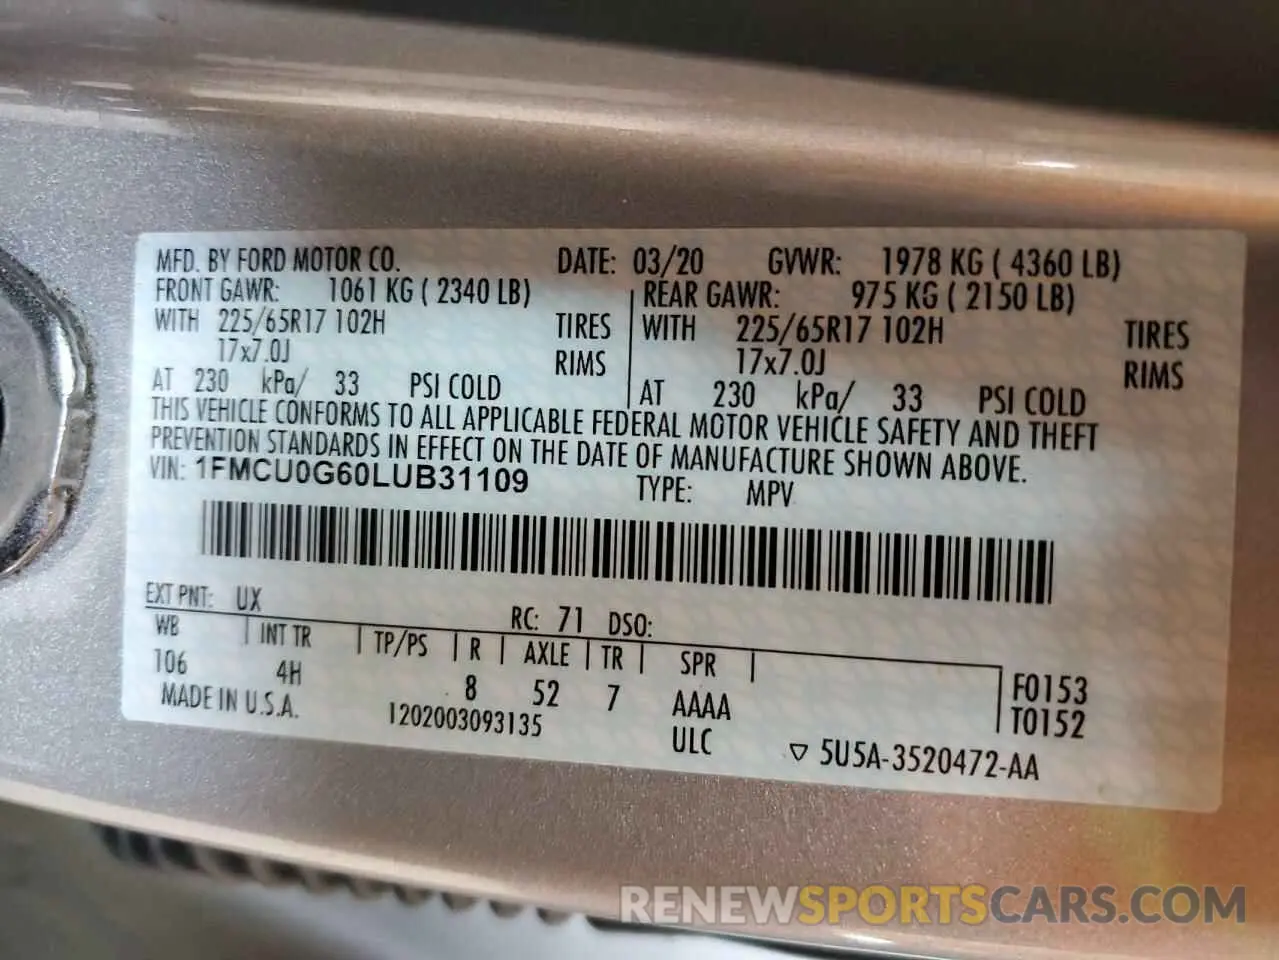 MFD. BY FORD MOTOR CO. DATE: 03/20 GVWR: 1978 KG ( 4360 LB)
FRONT GAWR: 1061 KG ( 2340 LB) REAR GAWR: 975 KG ( 2150 LB)
WITH 225/65R17 102H TIRES WITH 225/65R17 102H TIRES
17x7.0J RIMS 17x7.0J RIMS
AT 230 kPa/ 33 PSI COLD AT 230 kPa/ 33 PSI COLD
THIS VEHICLE CONFORMS TO ALL APPLICABLE FEDERAL MOTOR VEHICLE SAFETY AND THEFT
PREVENTION STANDARDS IN EFFECT ON THE DATE OF MANUFACTURE SHOWN ABOVE.
VIN: 1FMCU0G60LUB31109 TYPE: MPV
EXT PNT: UX RC: 71 DSO:
WB INT TR TP/PS R AXLE TR SPR
106 4H 8 52 7 AAAA F0153
MADE IN U.S.A. 1202003093135 ULC T0152
▽ 5U5A-3520472-AA
RENEWSPORTSCARS.COM